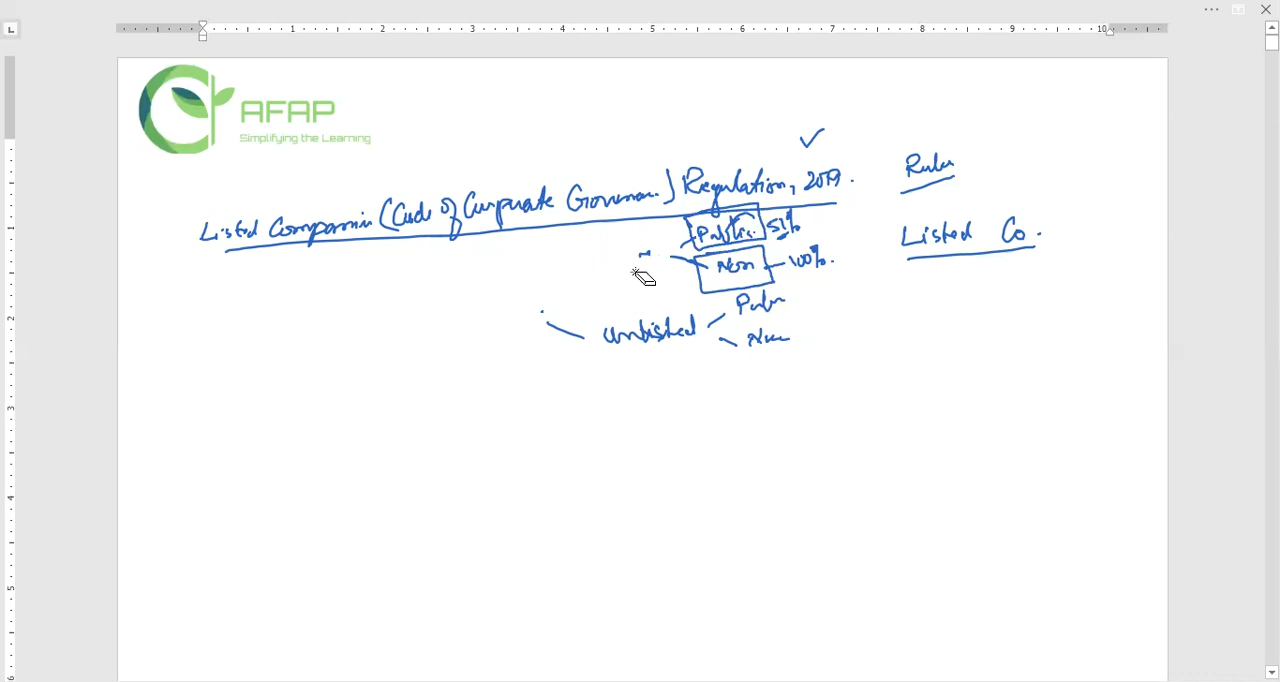 AFAP
Simplifying the Learning
Rules
Listed Companies (Code of Corporate Governan.) Regulation, 2019.
Public. 51%
Listed Co.
Non - 100%.
Unlisted